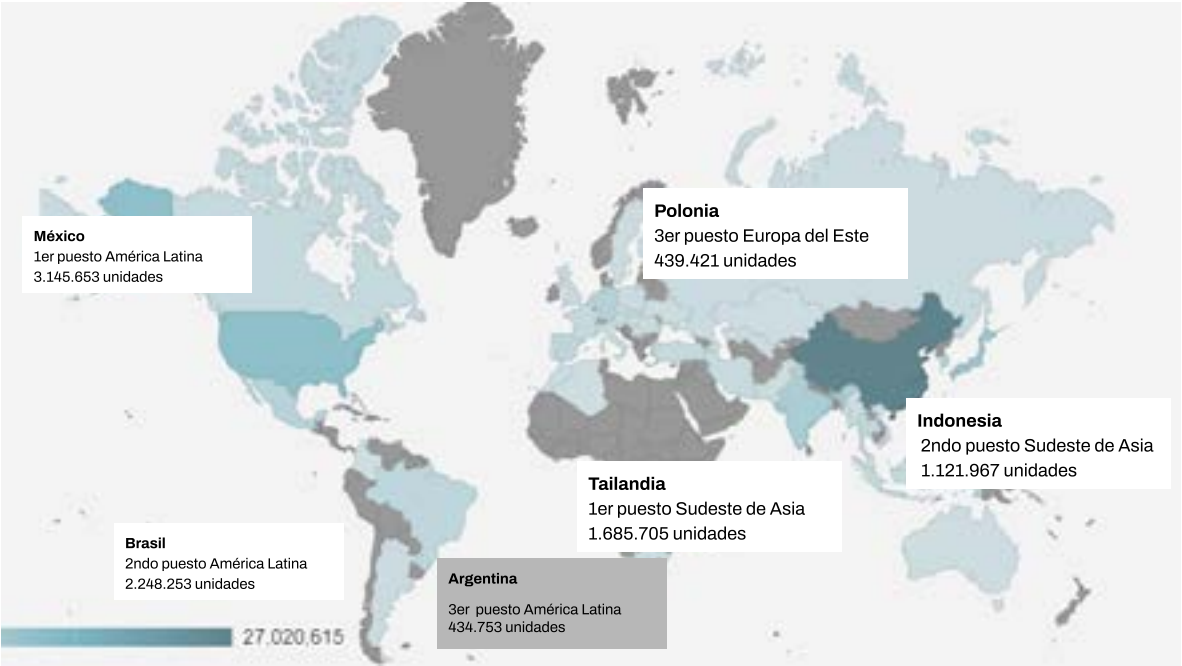 Polonia
3er puesto Europa del Este
439.421 unidades
México
1er puesto América Latina
3.145.653 unidades
Indonesia
2ndo puesto Sudeste de Asia
1.121.967 unidades
Tailandia
1er puesto Sudeste de Asia
1.685.705 unidades
Brasil
2ndo puesto América Latina
2.248.253 unidades
Argentina
3er puesto América Latina
434.753 unidades
27,020,615